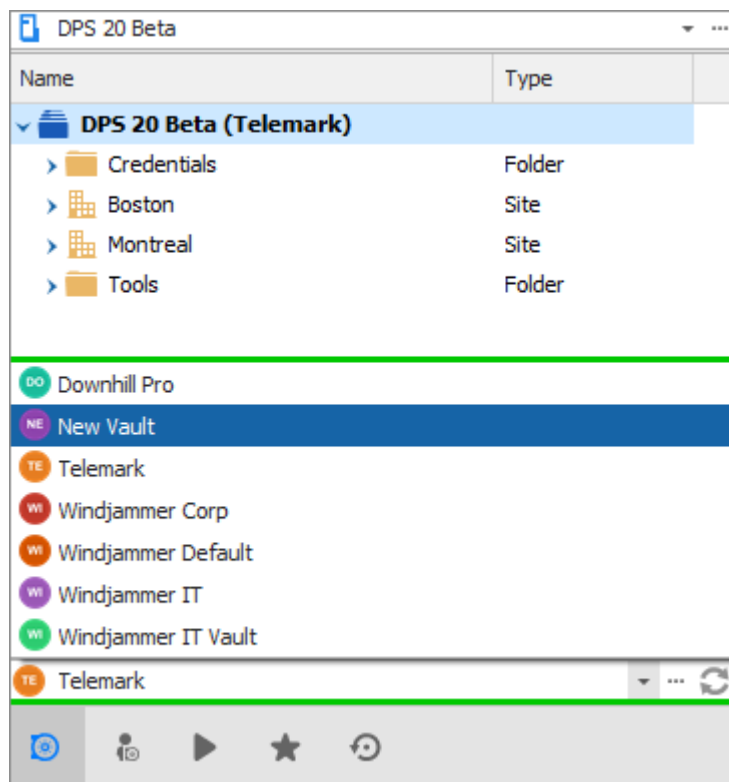 DPS 20 Beta
Name Type
DPS 20 Beta (Telemark)
Credentials Folder
Boston Site
Montreal Site
Tools Folder
DO Downhill Pro
NE New Vault
TE Telemark
WI Windjammer Corp
WI Windjammer Default
WI Windjammer IT
WI Windjammer IT Vault
TE Telemark